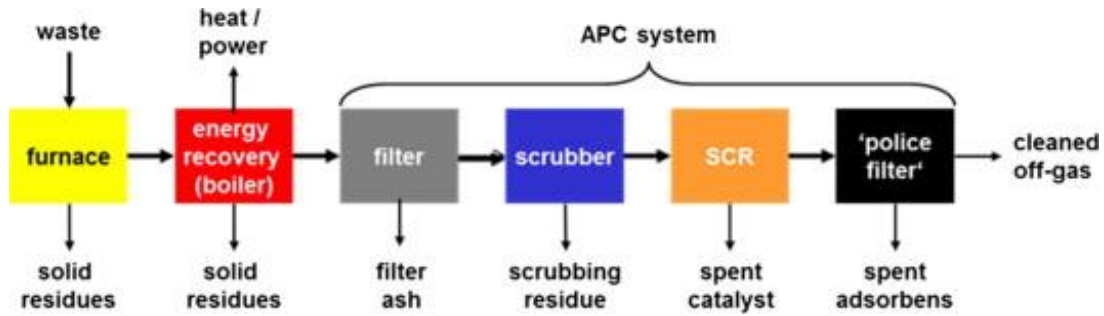 waste
heat /
power
APC system
furnace
energy
recovery
(boiler)
filter
scrubber
SCR
‘police
filter‘
cleaned
off-gas
solid
residues
solid
residues
filter
ash
scrubbing
residue
spent
catalyst
spent
adsorbens